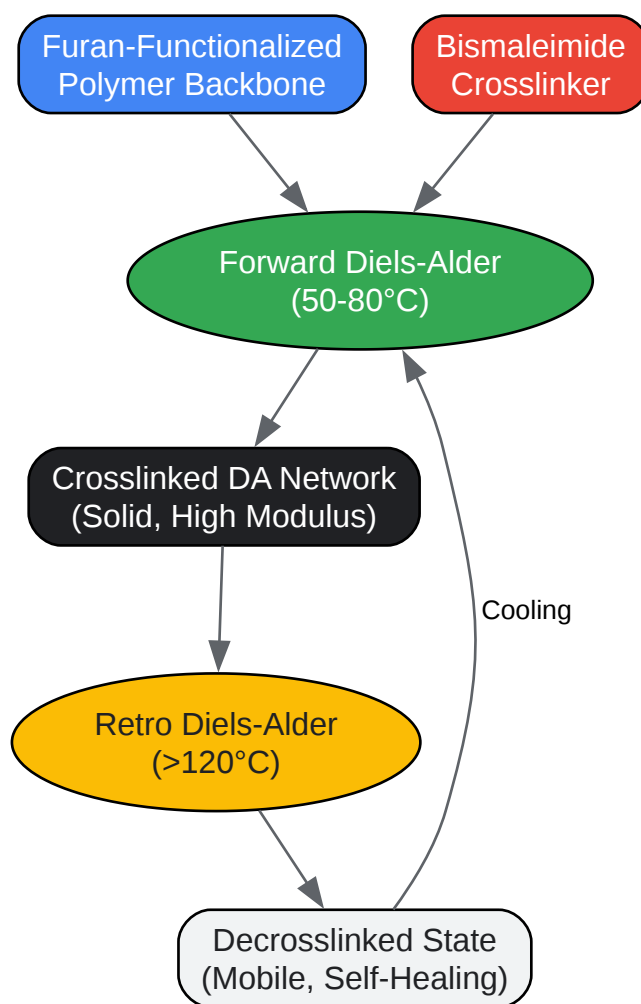 Furan-Functionalized
Polymer Backbone
Bismaleimide
Crosslinker
Forward Diels-Alder
(50-80°C)
Crosslinked DA Network
(Solid, High Modulus)
Cooling
Retro Diels-Alder
(>120°C)
Decrosslinked State
(Mobile, Self-Healing)